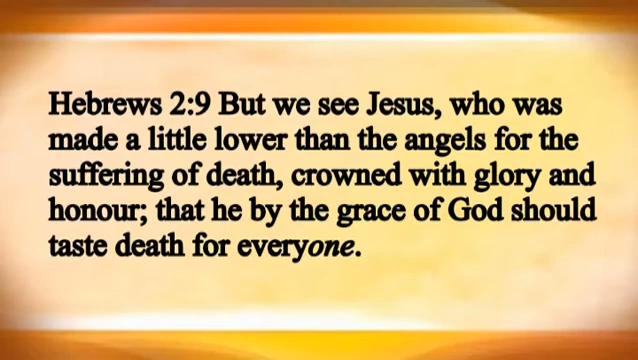 Hebrews 2:9 But we see Jesus, who was
made a little lower than the angels for the
suffering of death, crowned with glory and
honour; that he by the grace of God should
taste death for everyone.